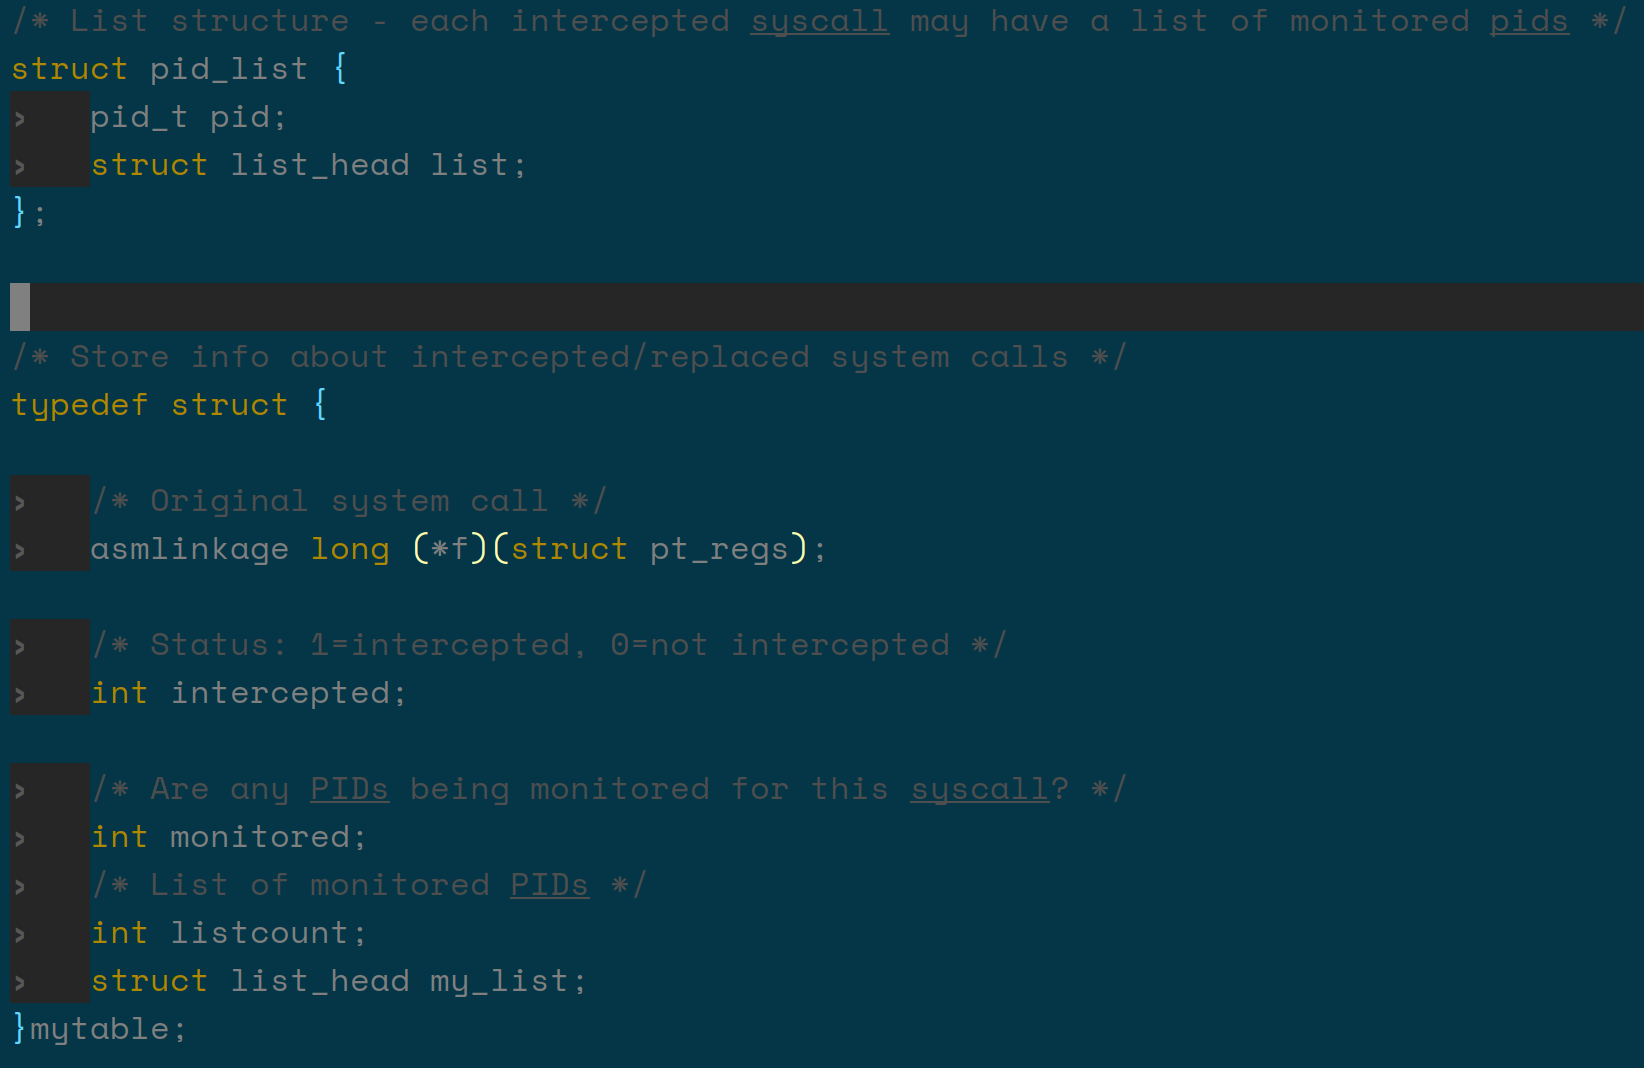 /* List structure - each intercepted syscall may have a list of monitored pids */
struct pid_list {
>   pid_t pid;
>   struct list_head list;
};
/* Store info about intercepted/replaced system calls */
typedef struct {
>   /* Original system call */
>   asmlinkage long (*f)(struct pt_regs);
>   /* Status: 1=intercepted, 0=not intercepted */
>   int intercepted;
>   /* Are any PIDs being monitored for this syscall? */
>   int monitored;
>   /* List of monitored PIDs */
>   int listcount;
>   struct list_head my_list;
}mytable;